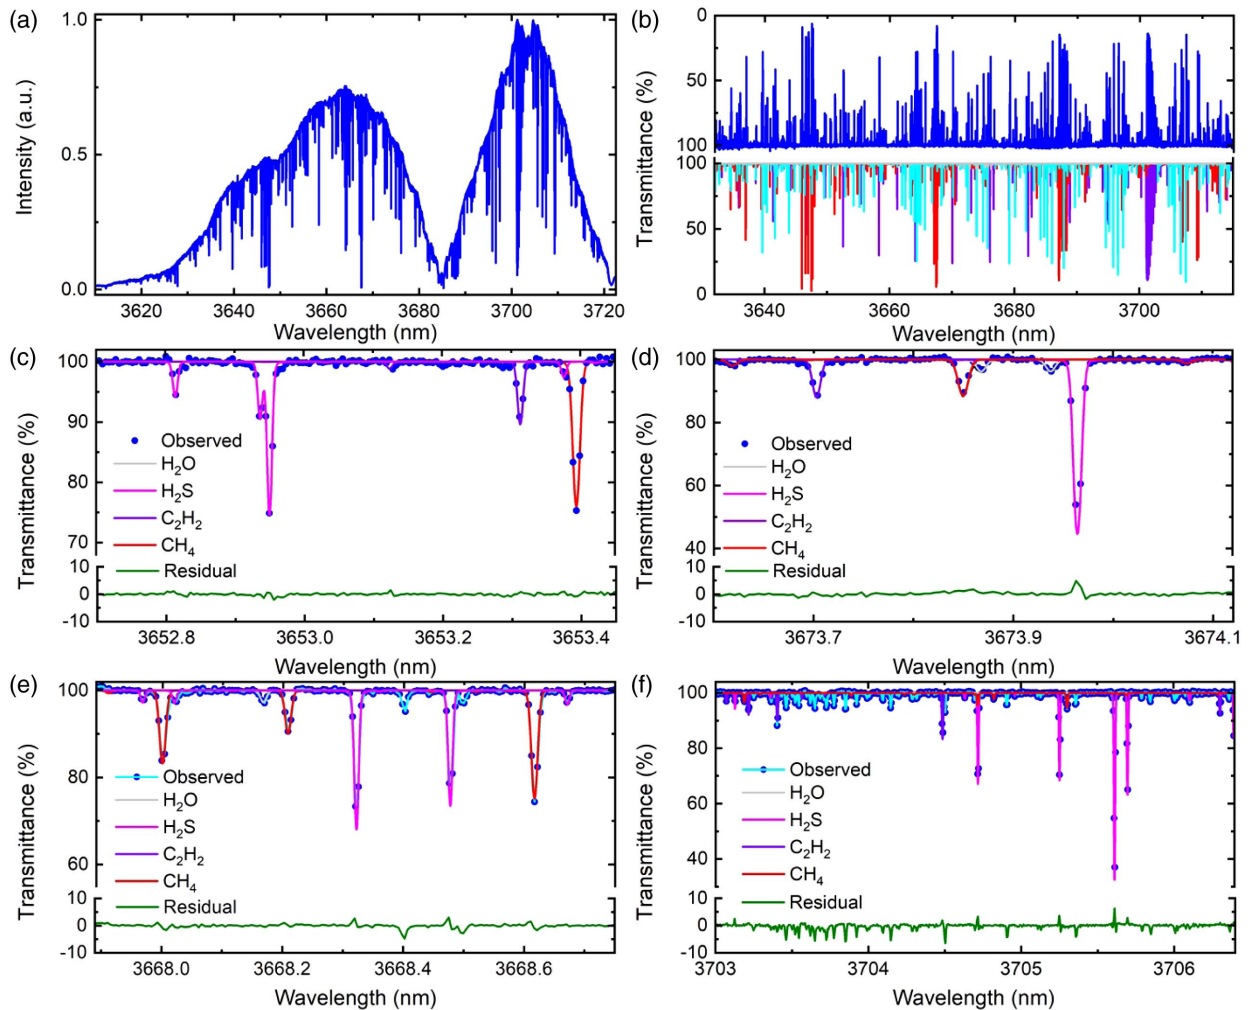 (a)
1.0
0.5
0.0
Intensity (a.u.)
3620 3640 3660 3680 3700 3720
Wavelength (nm)
(b)
0
50
100
100
50
0
Transmittance (%)
3640 3660 3680 3700
Wavelength (nm)
(c)
100
90
80
70
10
0
-10
Transmittance (%)
Observed
H₂O
H₂S
C₂H₂
CH₄
Residual
3652.8 3653.0 3653.2 3653.4
Wavelength (nm)
(d)
100
80
60
40
10
0
-10
Transmittance (%)
Observed
H₂O
H₂S
C₂H₂
CH₄
Residual
3673.7 3673.9 3674.1
Wavelength (nm)
(e)
100
80
60
10
0
-10
Transmittance (%)
Observed
H₂O
H₂S
C₂H₂
CH₄
Residual
3668.0 3668.2 3668.4 3668.6
Wavelength (nm)
(f)
100
80
60
40
10
0
-10
Transmittance (%)
Observed
H₂O
H₂S
C₂H₂
CH₄
Residual
3703 3704 3705 3706
Wavelength (nm)